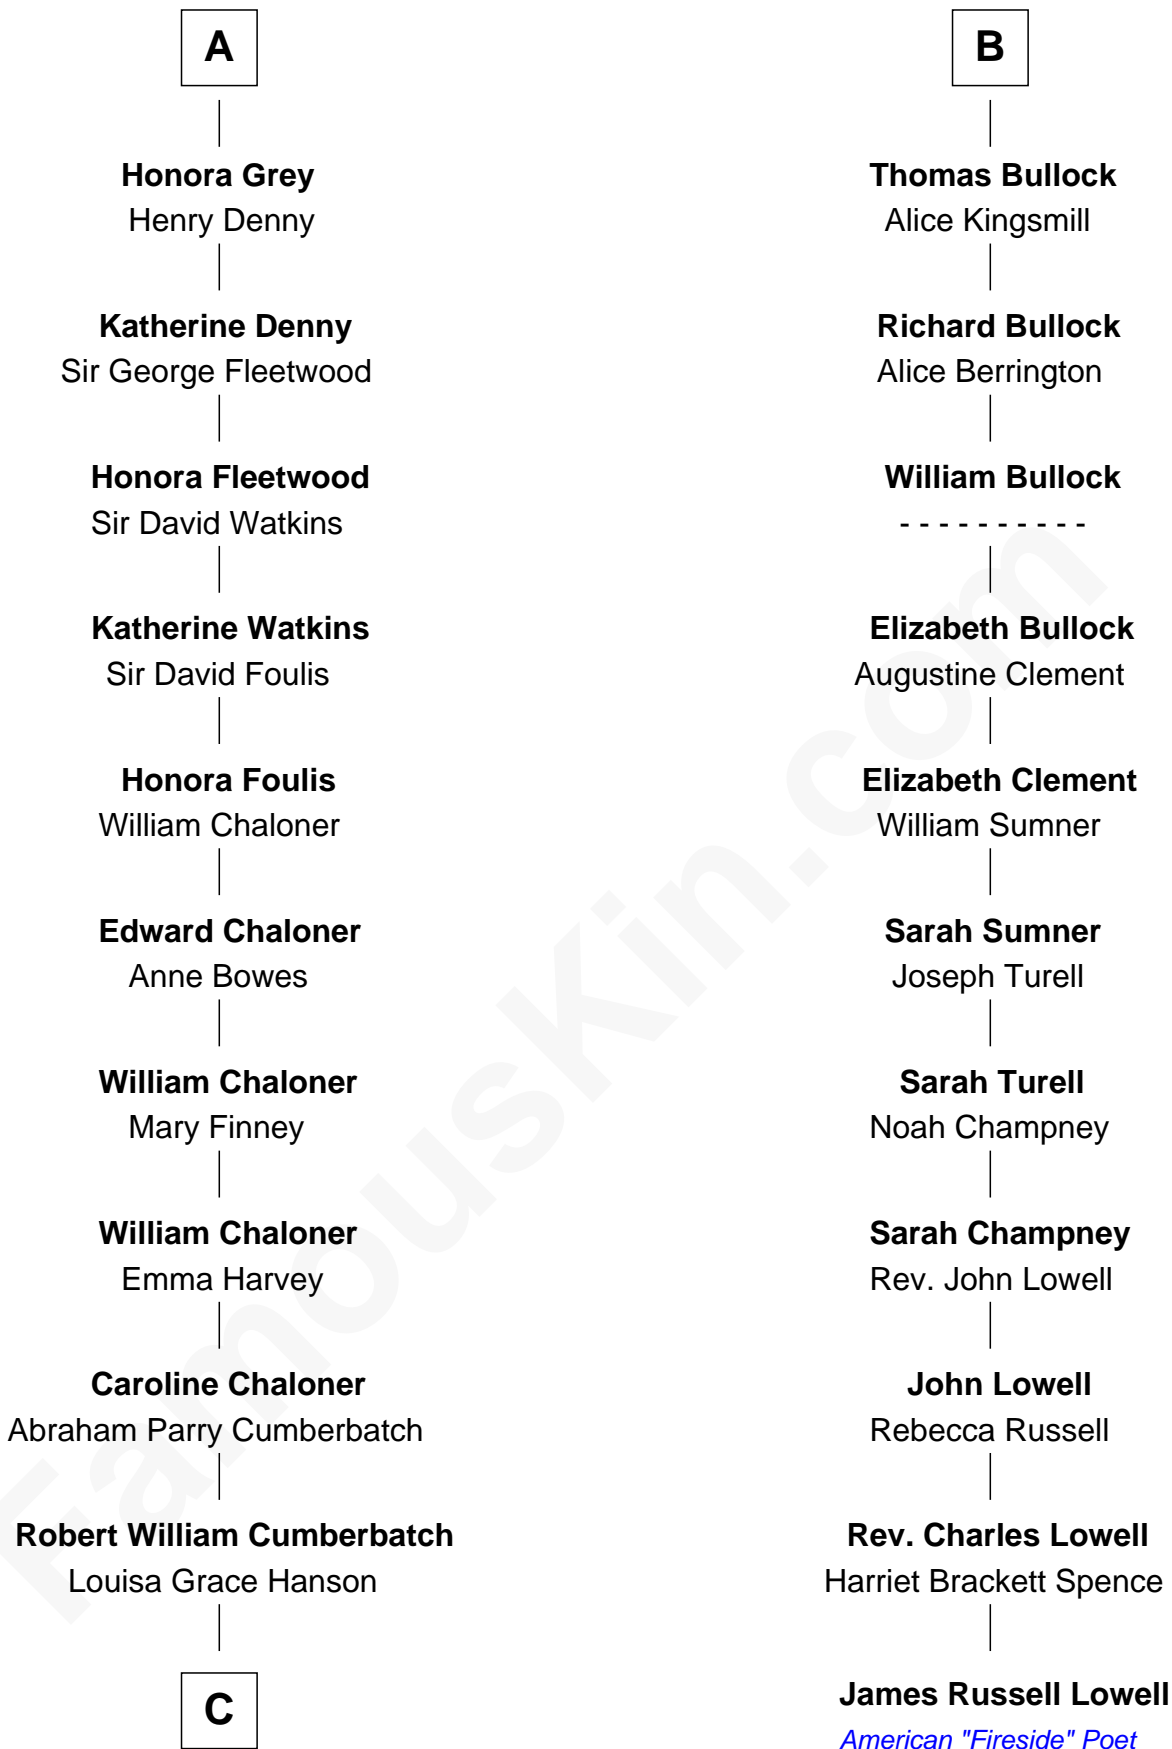 A
Honora Grey
Henry Denny
Katherine Denny
Sir George Fleetwood
Honora Fleetwood
Sir David Watkins
Katherine Watkins
Sir David Foulis
Honora Foulis
William Chaloner
Edward Chaloner
Anne Bowes
William Chaloner
Mary Finney
William Chaloner
Emma Harvey
Caroline Chaloner
Abraham Parry Cumberbatch
Robert William Cumberbatch
Louisa Grace Hanson
C
B
Thomas Bullock
Alice Kingsmill
Richard Bullock
Alice Berrington
William Bullock
- - - - - - - - - -
Elizabeth Bullock
Augustine Clement
Elizabeth Clement
William Sumner
Sarah Sumner
Joseph Turell
Sarah Turell
Noah Champney
Sarah Champney
Rev. John Lowell
John Lowell
Rebecca Russell
Rev. Charles Lowell
Harriet Brackett Spence
James Russell Lowell
American "Fireside" Poet
FamousKin.com